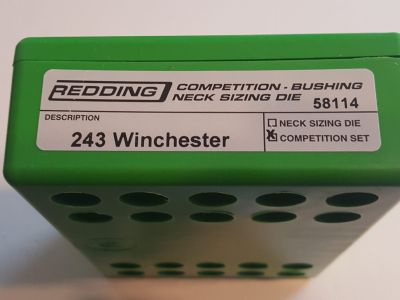 REDDING
COMPETITION - BUSHING
NECK SIZING DIE 58114
DESCRIPTION
243 Winchester
NECK SIZING DIE
X COMPETITION SET